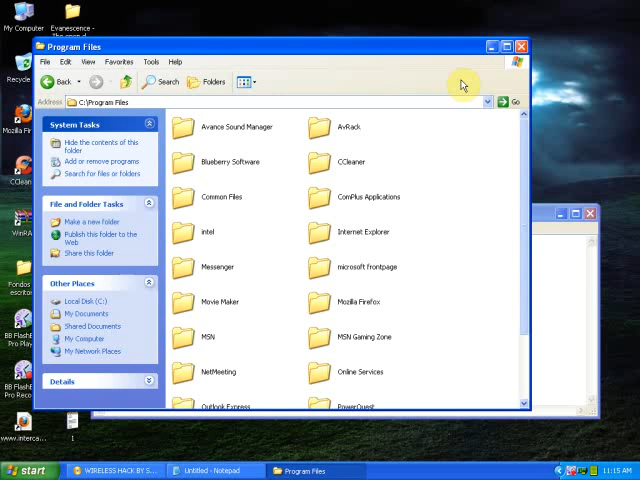 My Computer
Evanescence -
Recycle
Mozilla F
CClean
WinRA
Fondos
escrito
BB FlashB
Pro Play
BB FlashB
Pro Reco
www.interca
1
Program Files
File Edit View Favorites Tools Help
Back Search Folders
Address C:\Program Files Go
System Tasks
Hide the contents of this
folder
Add or remove programs
Search for files or folders
File and Folder Tasks
Make a new folder
Publish this folder to the
Web
Share this folder
Other Places
Local Disk (C:)
My Documents
Shared Documents
My Computer
My Network Places
Details
Avance Sound Manager
AvRack
Blueberry Software
CCleaner
Common Files
ComPlus Applications
intel
Internet Explorer
Messenger
microsoft frontpage
Movie Maker
Mozilla Firefox
MSN
MSN Gaming Zone
NetMeeting
Online Services
Outlook Express
PowerQuest
start
WIRELESS HACK BY S...
Untitled - Notepad
Program Files
11:15 AM